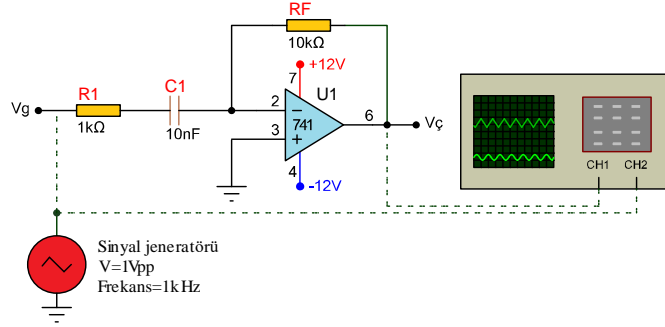 RF
10kΩ
+12V
R1
C1
7
U1
Vg
2
6
Vç
1kΩ
10nF
741
3
4
-12V
CH1 CH2
Sinyal jeneratörü
V=1Vpp
Frekans=1kHz